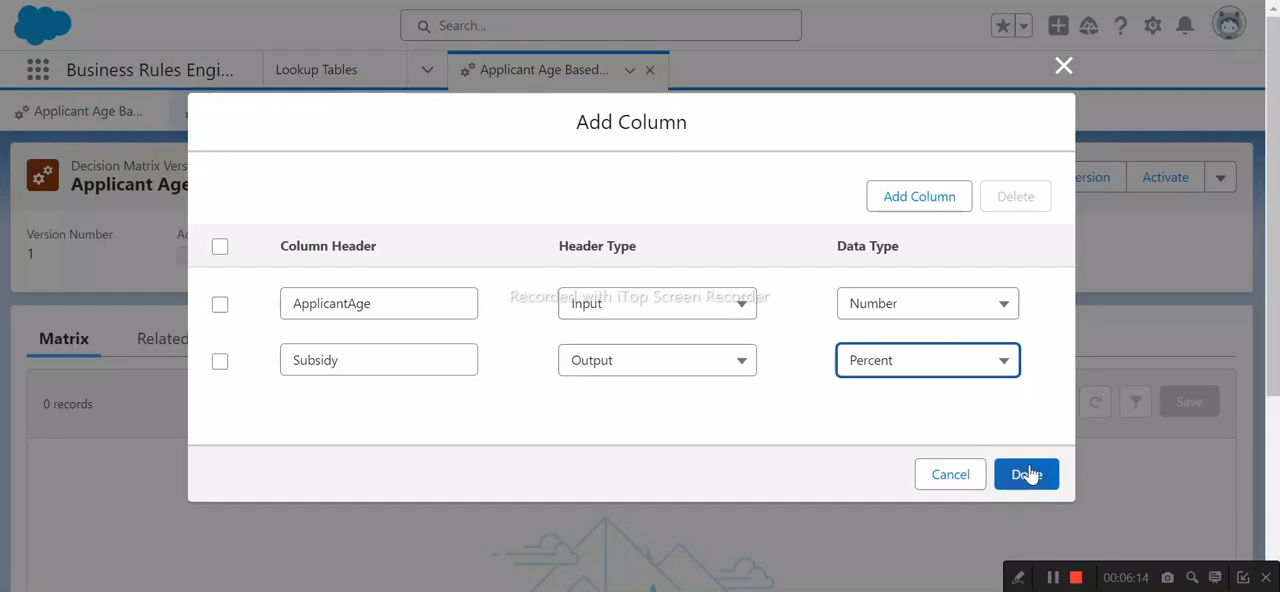 Search...
Business Rules Engi...
Lookup Tables
Applicant Age Based...
Applicant Age Ba...
Add Column
Decision Matrix Vers
Applicant Age
ersion
Activate
Add Column
Delete
Version Number
1
Column Header
Header Type
Data Type
Recorded with iTop Screen Recorder
ApplicantAge
Input
Number
Matrix
Related
Subsidy
Output
Percent
0 records
Save
Cancel
Done
00:06:14